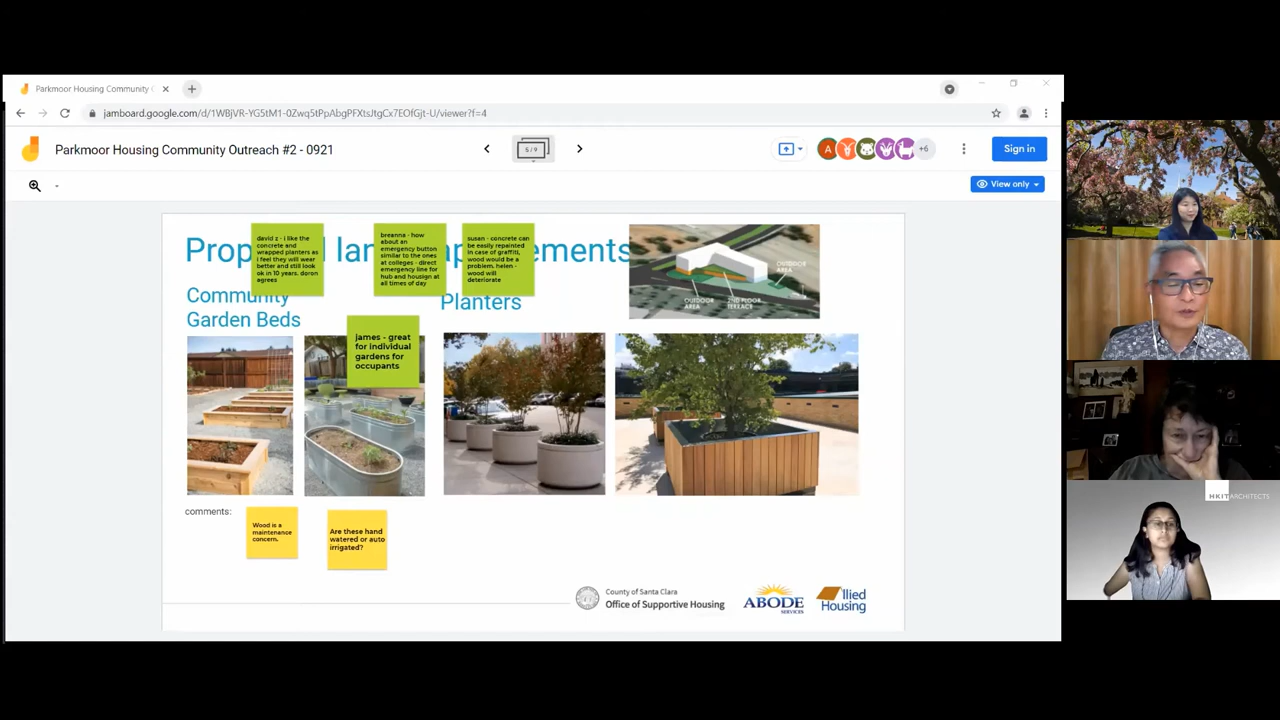 Parkmoor Housing Community
jamboard.google.com/d/1WBjVR-YG5tM1-0Zwq5tPpAbgPFXtsJtgCx7EOfGjt-U/viewer?f=4
Parkmoor Housing Community Outreach #2 - 0921
5/9
A
+6
Sign in
View only
david z - i like the
concrete and
wrapped planters as
i feel they will wear
better and still look
ok in 10 years. doron
agrees
breanna - how
about an
emergency button
similar to the ones
at colleges - direct
emergency line for
hub and housign at
all times of day
susan - concrete can
be easily repainted
in case of graffiti,
wood would be a
problem. helen -
wood will
deteriorate
OUTDOOR
AREA
OUTDOOR
AREA
2ND FLOOR
TERRACE
Community
Garden Beds
Planters
james - great
for individual
gardens for
occupants
comments:
Wood is a
maintenance
concern.
Are these hand
watered or auto
irrigated?
County of Santa Clara
Office of Supportive Housing
ABODE
SERVICES
llied
Housing
HKIT ARCHITECTS